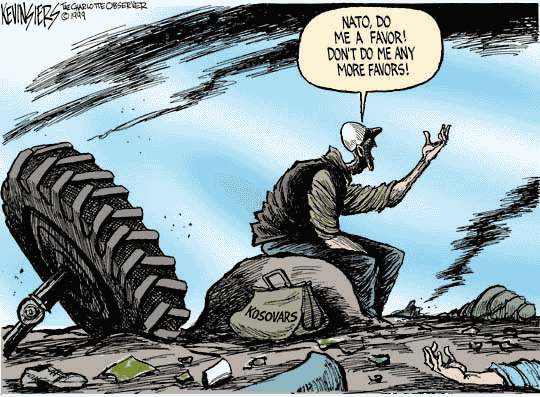 KEVIN SIERS
THE CHARLOTTE OBSERVER
©1999
NATO, DO
ME A FAVOR!
DON'T DO ME ANY
MORE FAVORS!
KOSOVARS